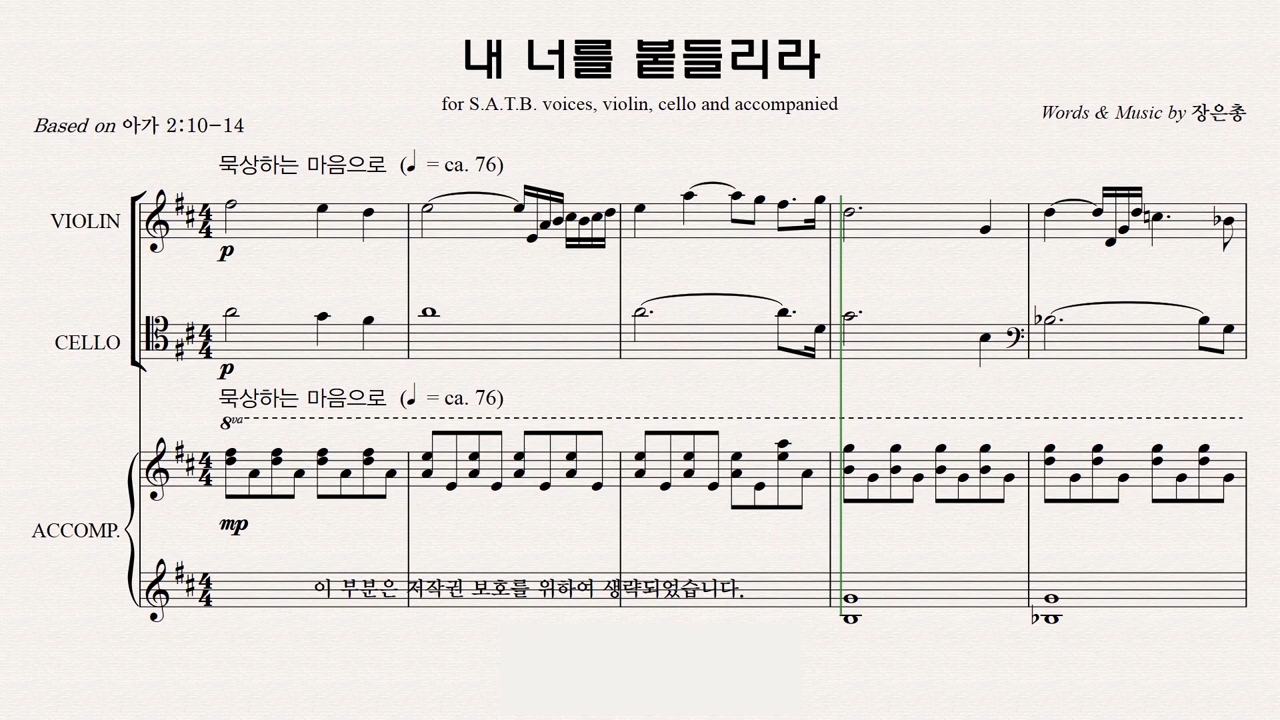 내 너를 붙들리라
for S.A.T.B. voices, violin, cello and accompanied
Based on 아가 2:10-14
Words & Music by 장은총
묵상하는 마음으로 (♩ = ca. 76)
VIOLIN
p
CELLO
p
묵상하는 마음으로 (♩ = ca. 76)
8va
ACCOMP.
mp
이 부분은 저작권 보호를 위하여 생략되었습니다.